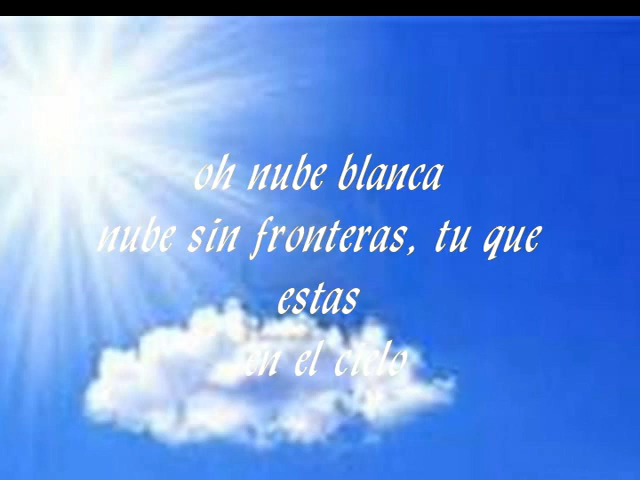 oh nube blanca
nube sin fronteras, tu que
estas
en el cielo